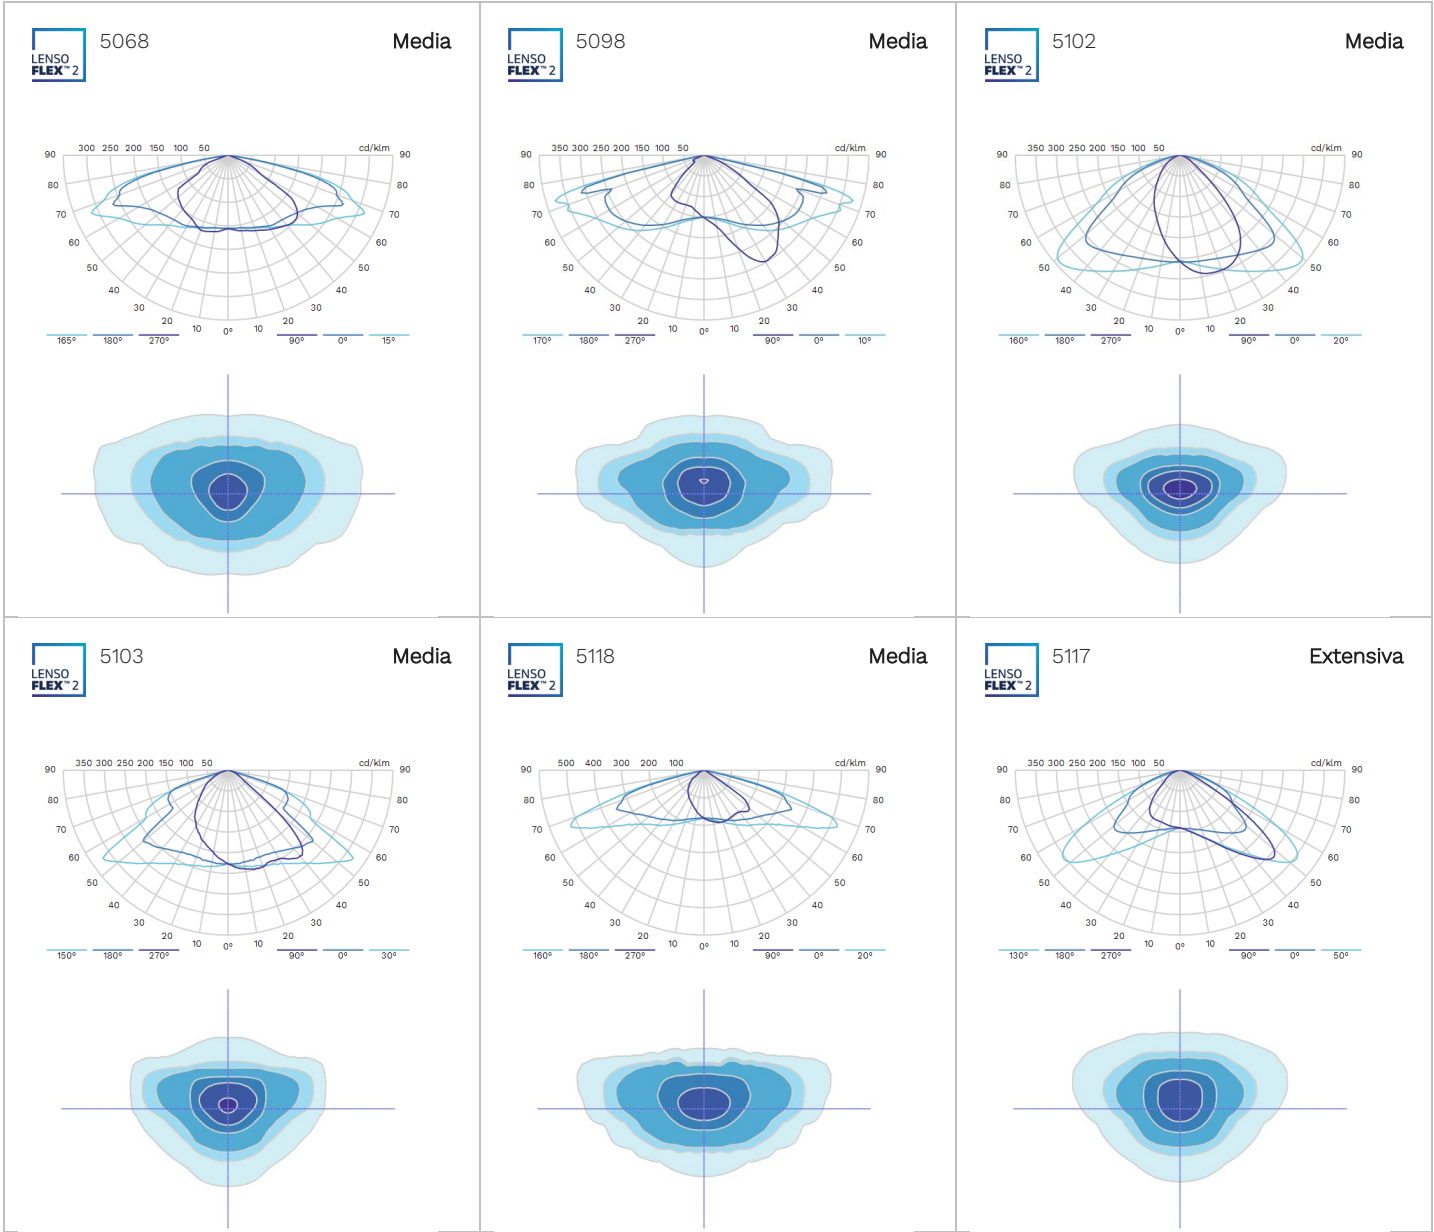 LENSO
FLEX™ 2
5068
Media
LENSO
FLEX™ 2
5098
Media
LENSO
FLEX™ 2
5102
Media
90 300 250 200 150 100 50 cd/klm 90
80 80
70 70
60 60
50 50
40 40
30 30
20 10 0° 10 20
165° 180° 270° 90° 0° 15°
90 350 300 250 200 150 100 50 cd/klm 90
80 80
70 70
60 60
50 50
40 40
30 30
20 10 0° 10 20
170° 180° 270° 90° 0° 10°
90 350 300 250 200 150 100 50 cd/klm 90
80 80
70 70
60 60
50 50
40 40
30 30
20 10 0° 10 20
160° 180° 270° 90° 0° 20°
LENSO
FLEX™ 2
5103
Media
LENSO
FLEX™ 2
5118
Media
LENSO
FLEX™ 2
5117
Extensiva
90 350 300 250 200 150 100 50 cd/klm 90
80 80
70 70
60 60
50 50
40 40
30 30
20 10 0° 10 20
150° 180° 270° 90° 0° 30°
90 500 400 300 200 100 cd/klm 90
80 80
70 70
60 60
50 50
40 40
30 30
20 10 0° 10 20
160° 180° 270° 90° 0° 20°
90 350 300 250 200 150 100 50 cd/klm 90
80 80
70 70
60 60
50 50
40 40
30 30
20 10 0° 10 20
130° 180° 270° 90° 0° 50°